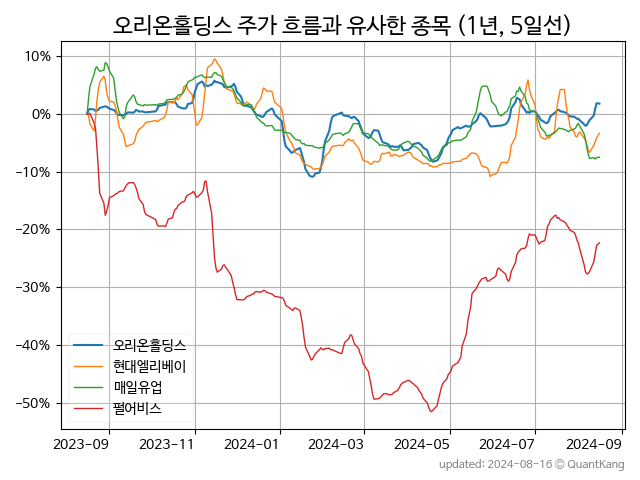 오리온홀딩스 주가 흐름과 유사한 종목 (1년, 5일선)
10%
0%
−10%
−20%
−30%
−40%
−50%
오리온홀딩스
현대엘리베이
매일유업
펄어비스
2023-09
2023-11
2024-01
2024-03
2024-05
2024-07
2024-09
updated: 2024-08-16 © QuantKang